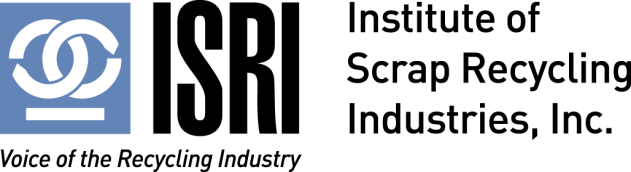 ISRI
Voice of the Recycling Industry
Institute of
Scrap Recycling
Industries, Inc.